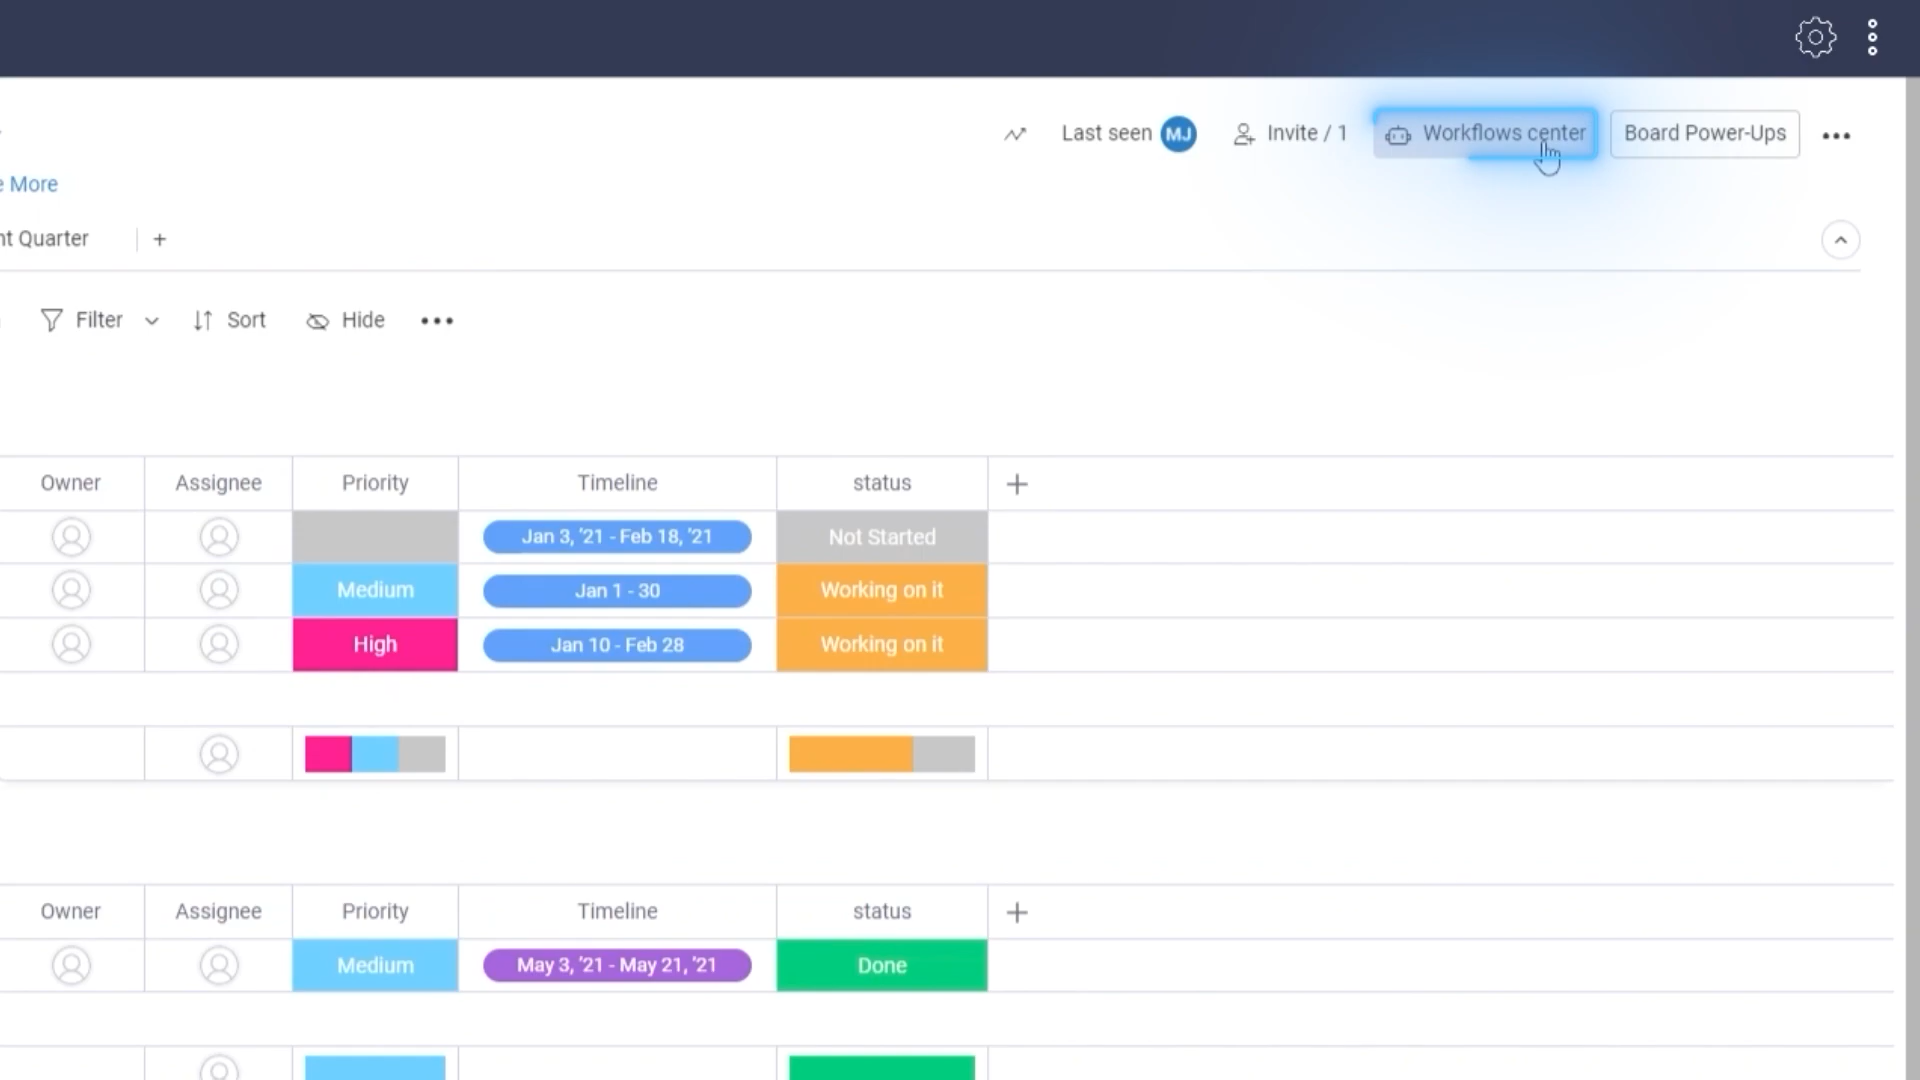 Last seen MJ Invite / 1 Workflows center Board Power-Ups
e More
nt Quarter +
Filter Sort Hide
Owner Assignee Priority Timeline status +
Jan 3, '21 - Feb 18, '21 Not Started
Medium Jan 1 - 30 Working on it
High Jan 10 - Feb 28 Working on it
Owner Assignee Priority Timeline status +
Medium May 3, '21 - May 21, '21 Done